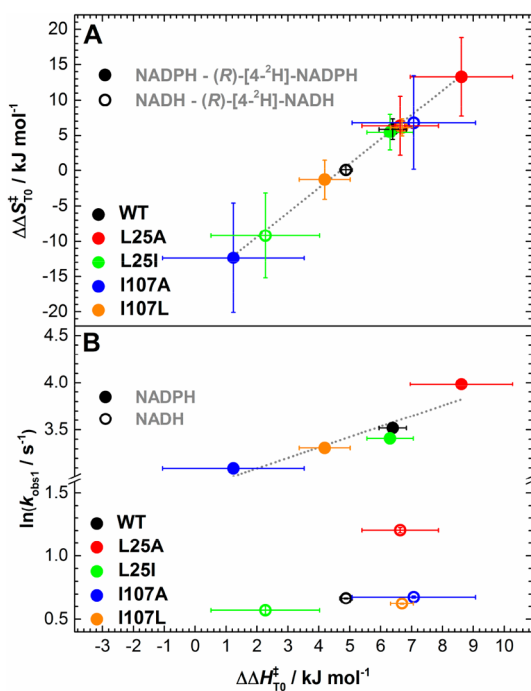 A
NADPH - (R)-[4-²H]-NADPH
NADH - (R)-[4-²H]-NADH
WT
L25A
L25I
I107A
I107L
ΔΔS‡T0 / kJ mol⁻¹
20
15
10
5
0
-5
-10
-15
-20
B
NADPH
NADH
WT
L25A
L25I
I107A
I107L
ln(kobs1 / s⁻¹)
4.5
4.0
3.5
1.5
1.0
0.5
-3 -2 -1 0 1 2 3 4 5 6 7 8 9 10
ΔΔH‡T0 / kJ mol⁻¹